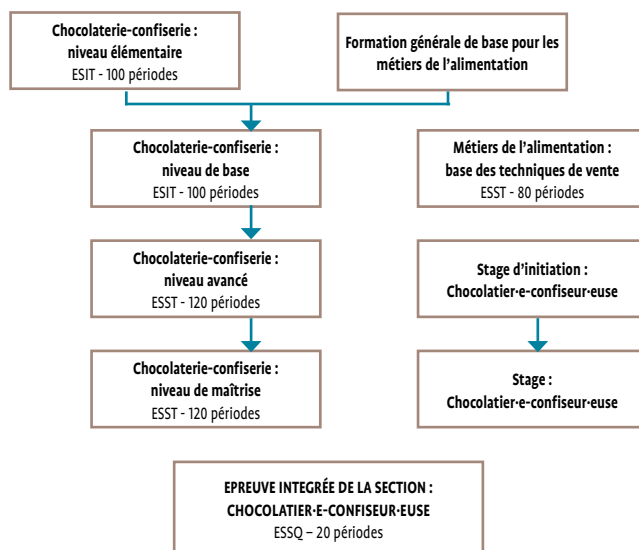 Chocolaterie-confiserie :
niveau élémentaire
ESIT - 100 périodes
Formation générale de base pour les
métiers de l’alimentation
Chocolaterie-confiserie :
niveau de base
ESIT - 100 périodes
Métiers de l’alimentation :
base des techniques de vente
ESST - 80 périodes
Chocolaterie-confiserie :
niveau avancé
ESST - 120 périodes
Stage d’initiation :
Chocolatier·e-confiseur·euse
Chocolaterie-confiserie :
niveau de maîtrise
ESST - 120 périodes
Stage :
Chocolatier·e-confiseur·euse
EPREUVE INTEGRÉE DE LA SECTION :
CHOCOLATIER·E-CONFISEUR·EUSE
ESSQ – 20 périodes